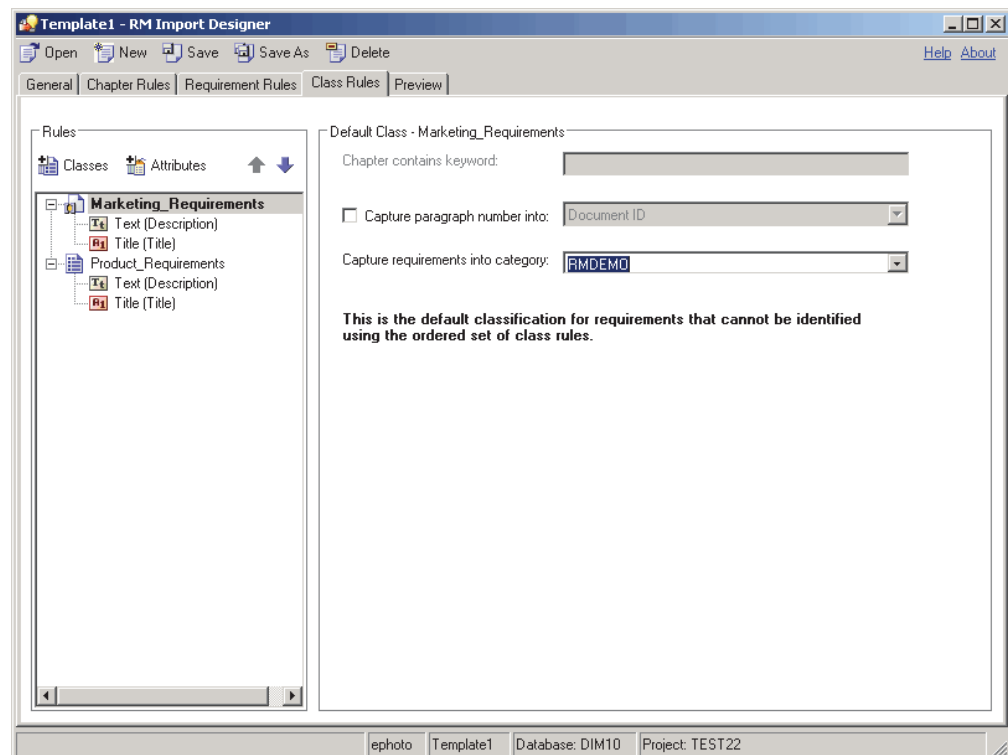 Template1 - RM Import Designer
Open New Save Save As Delete Help About
General Chapter Rules Requirement Rules Class Rules Preview
Rules
Classes Attributes
Marketing_Requirements
Text (Description)
Title (Title)
Product_Requirements
Text (Description)
Title (Title)
Default Class - Marketing_Requirements
Chapter contains keyword:
Capture paragraph number into: Document ID
Capture requirements into category: RMDEMO
This is the default classification for requirements that cannot be identified
using the ordered set of class rules.
ephoto Template1 Database: DIM10 Project: TEST22